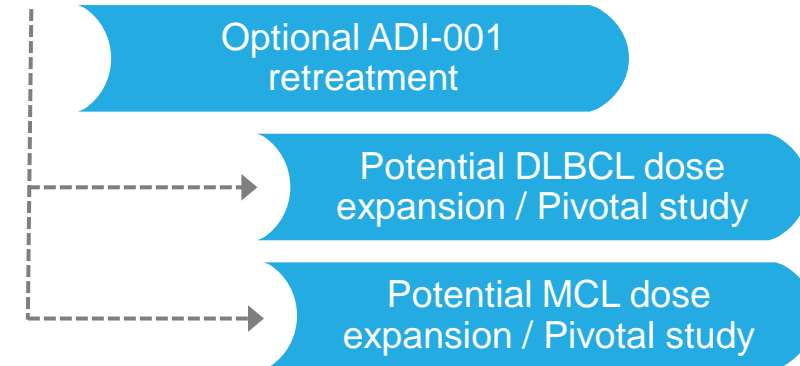 Optional ADI-001
retreatment
Potential DLBCL dose
expansion / Pivotal study
Potential MCL dose
expansion / Pivotal study